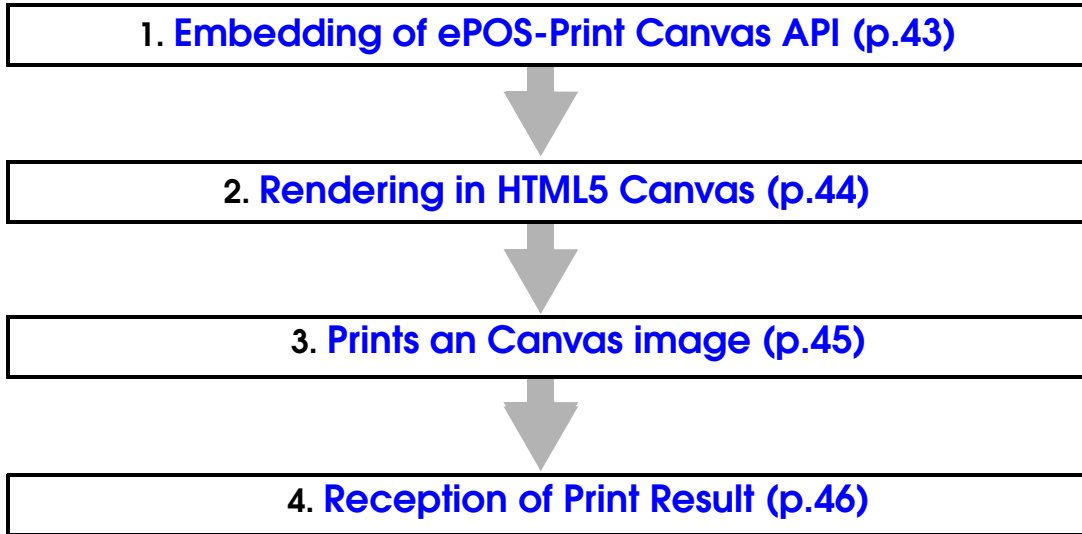 1. Embedding of ePOS-Print Canvas API (p.43)
2. Rendering in HTML5 Canvas (p.44)
3. Prints an Canvas image (p.45)
4. Reception of Print Result (p.46)